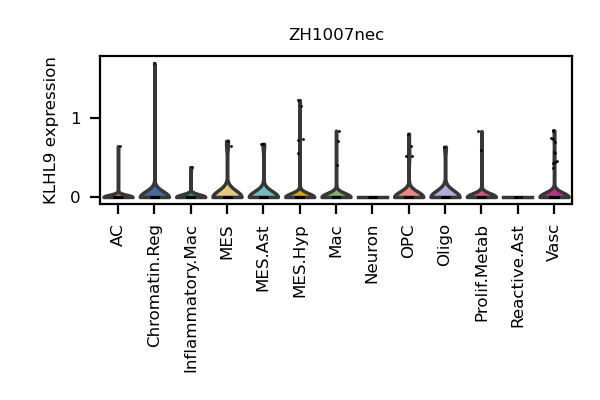 ZH1007nec
KLHL9 expression
1
0
AC
Chromatin.Reg
Inflammatory.Mac
MES
MES.Ast
MES.Hyp
Mac
Neuron
OPC
Oligo
Prolif.Metab
Reactive.Ast
Vasc